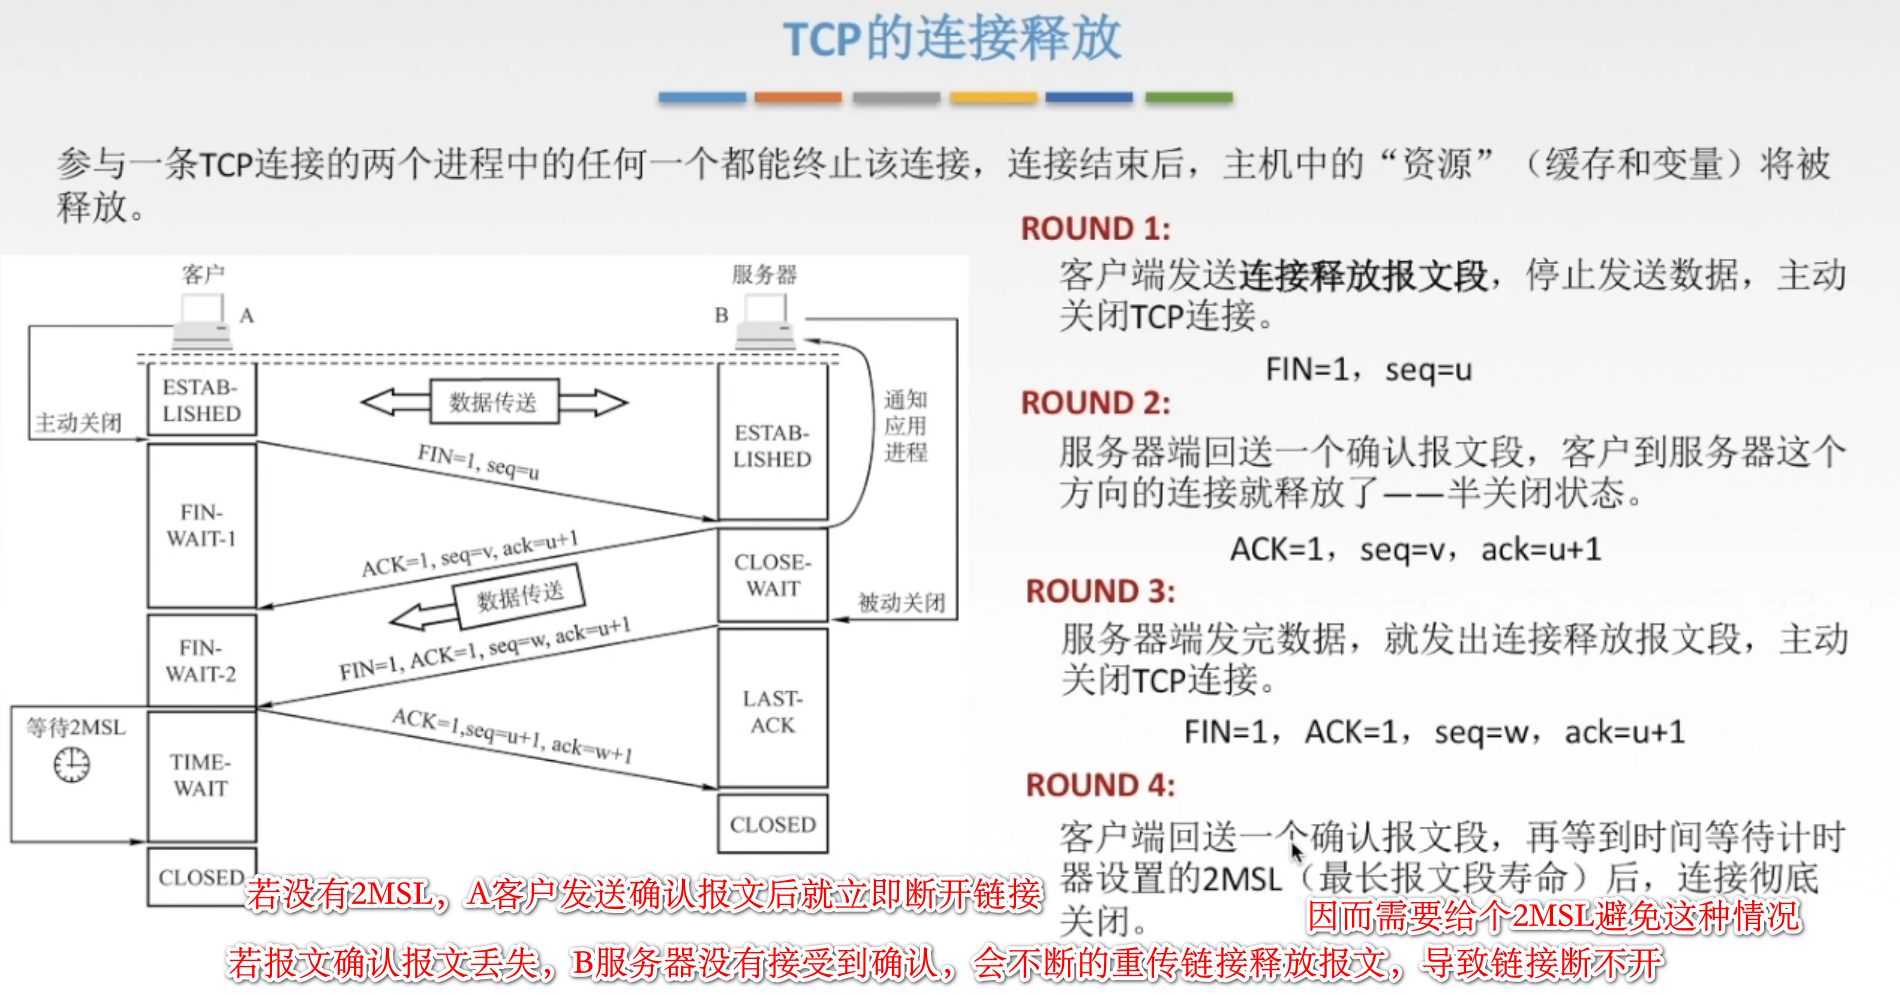 TCP的连接释放
参与一条TCP连接的两个进程中的任何一个都能终止该连接，连接结束后，主机中的“资源”（缓存和变量）将被
释放。
客户
服务器
A
B
ESTAB-
LISHED
主动关闭
数据传送
通知
应用
进程
ESTAB-
LISHED
FIN=1, seq=u
FIN-
WAIT-1
ACK=1, seq=v, ack=u+1
CLOSE-
WAIT
数据传送
被动关闭
FIN-
WAIT-2
FIN=1, ACK=1, seq=w, ack=u+1
LAST-
ACK
等待2MSL
ACK=1,seq=u+1, ack=w+1
TIME-
WAIT
CLOSED
CLOSED
ROUND 1:
客户端发送连接释放报文段，停止发送数据，主动
关闭TCP连接。
FIN=1，seq=u
ROUND 2:
服务器端回送一个确认报文段，客户到服务器这个
方向的连接就释放了——半关闭状态。
ACK=1，seq=v，ack=u+1
ROUND 3:
服务器端发完数据，就发出连接释放报文段，主动
关闭TCP连接。
FIN=1，ACK=1，seq=w，ack=u+1
ROUND 4:
客户端回送一个确认报文段，再等到时间等待计时
器设置的2MSL（最长报文段寿命）后，连接彻底
关闭。
若没有2MSL，A客户发送确认报文后就立即断开链接
因而需要给个2MSL避免这种情况
若报文确认报文丢失，B服务器没有接受到确认，会不断的重传链接释放报文，导致链接断不开